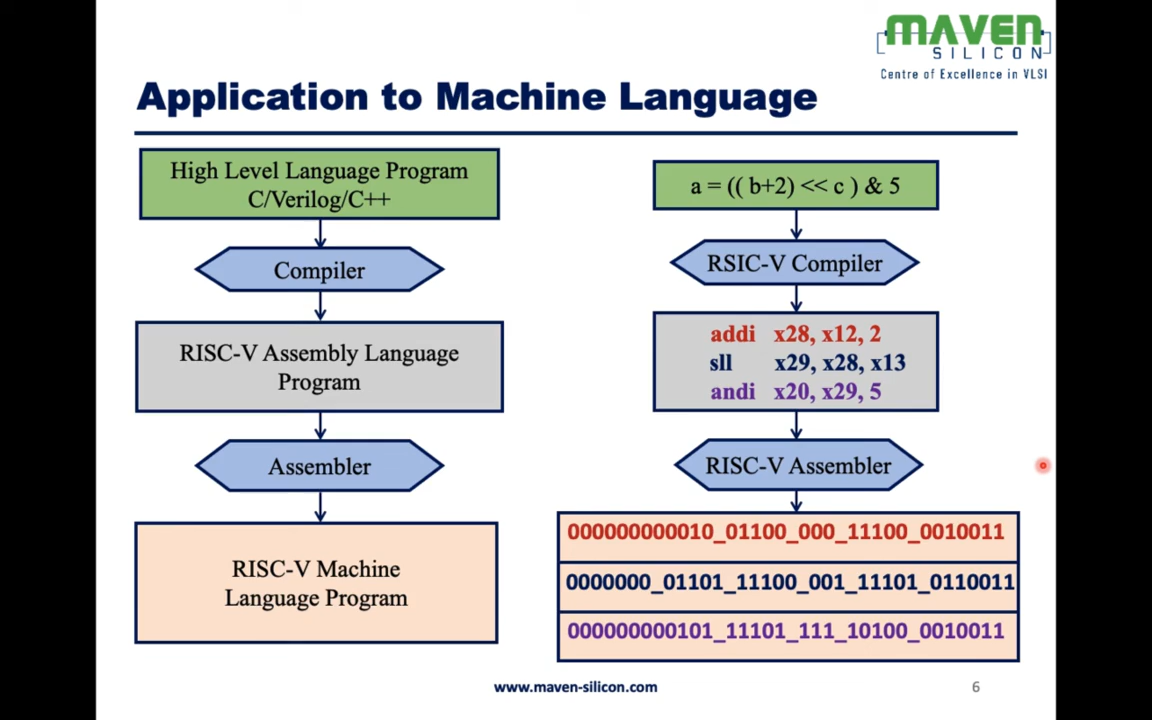 MAVEN
SILICON
Centre of Excellence in VLSI
Application to Machine Language
High Level Language Program
C/Verilog/C++
Compiler
RISC-V Assembly Language
Program
Assembler
RISC-V Machine
Language Program
a = (( b+2) << c ) & 5
RSIC-V Compiler
addi x28, x12, 2
sll x29, x28, x13
andi x20, x29, 5
RISC-V Assembler
000000000010_01100_000_11100_0010011
0000000_01101_11100_001_11101_0110011
000000000101_11101_111_10100_0010011
www.maven-silicon.com
6